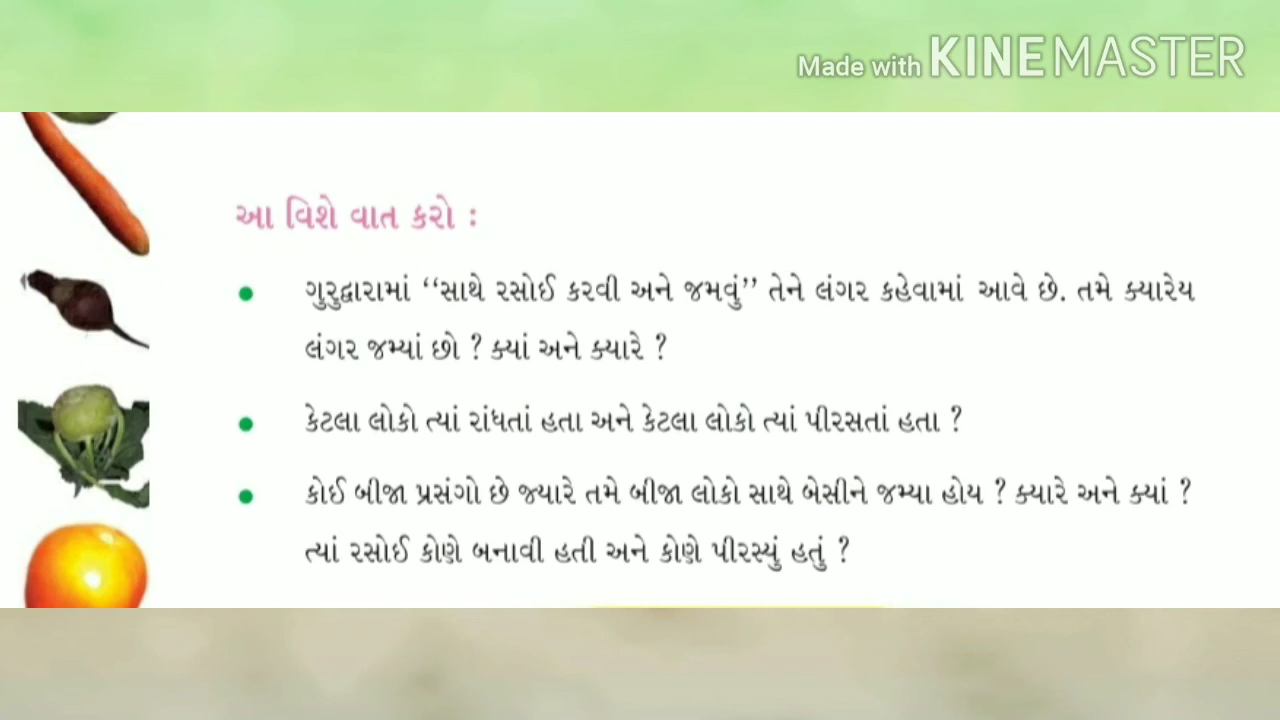 Made with KINEMASTER
આ વિશે વાત કરો :
ગુરુદ્વારામાં “સાથે રસોઈ કરવી અને જમવું” તેને લંગર કહેવામાં આવે છે. તમે ક્યારેય
લંગર જમ્યાં છો ? ક્યાં અને ક્યારે ?
કેટલા લોકો ત્યાં રાંધતાં હતા અને કેટલા લોકો ત્યાં પીરસતાં હતા ?
કોઈ બીજા પ્રસંગો છે જ્યારે તમે બીજા લોકો સાથે બેસીને જમ્યા હોય ? ક્યારે અને ક્યાં ?
ત્યાં રસોઈ કોણે બનાવી હતી અને કોણે પીરસ્યું હતું ?